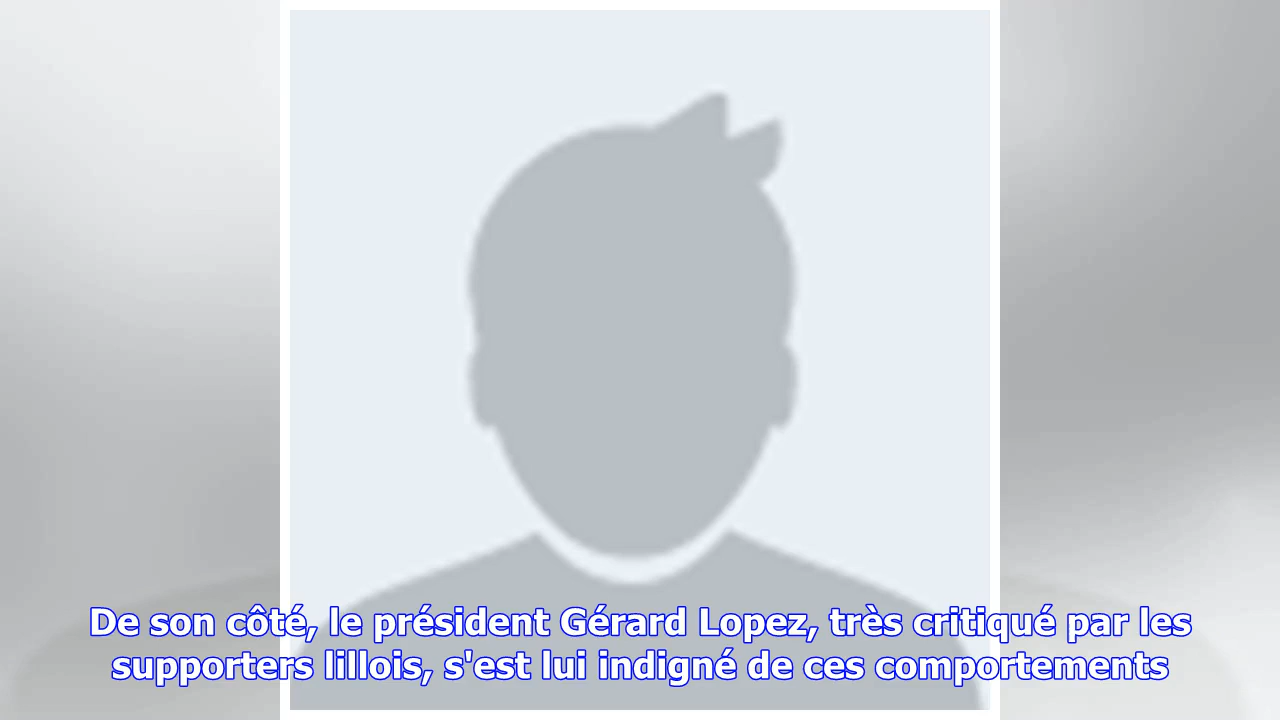 De son côté, le président Gérard Lopez, très critiqué par les
supporters lillois, s'est lui indigné de ces comportements